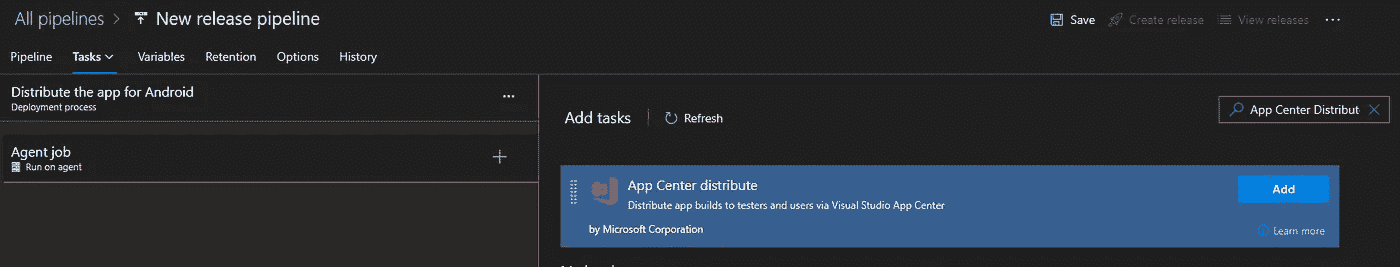 All pipelines > New release pipeline
Save Create release View releases ...
Pipeline Tasks Variables Retention Options History
Distribute the app for Android
Deployment process
...
Agent job
Run on agent
Add tasks Refresh
App Center Distribut
App Center distribute
Distribute app builds to testers and users via Visual Studio App Center
by Microsoft Corporation
Add
Learn more